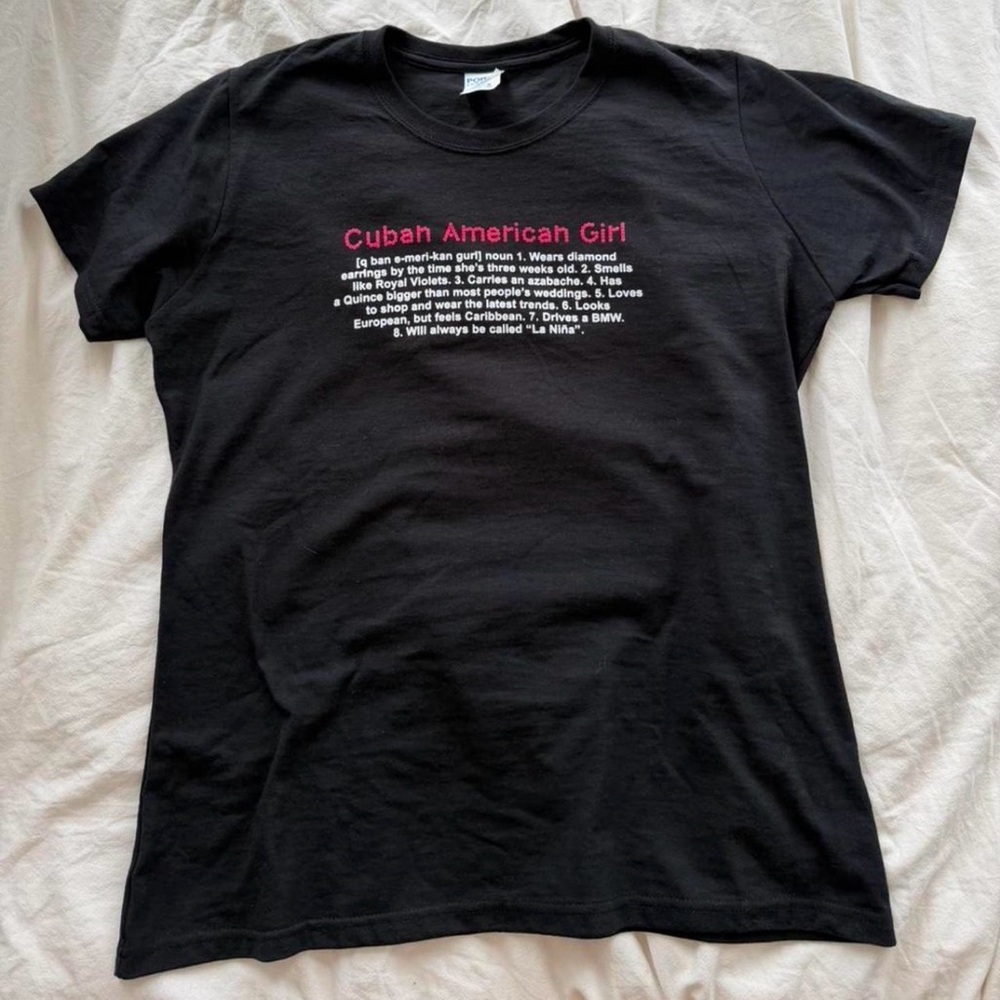 Cuban American Girl
[q ban e-meri-kan gurl] noun 1. Wears diamond
earrings by the time she's three weeks old. 2. Smells
like Royal Violets. 3. Carries an azabache. 4. Has
a Quince bigger than most people's weddings. 5. Loves
to shop and wear the latest trends. 6. Looks
European, but feels Caribbean. 7. Drives a BMW.
8. Will always be called "La Niña".